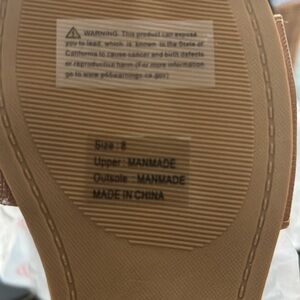 ⚠ WARNING: This product can expose
you to lead, which is known to the State of
California to cause cancer and birth defects
or reproductive harm (For more information
go to www.p65warnings.ca.gov)
Size : 8
Upper : MANMADE
Outsole : MANMADE
MADE IN CHINA